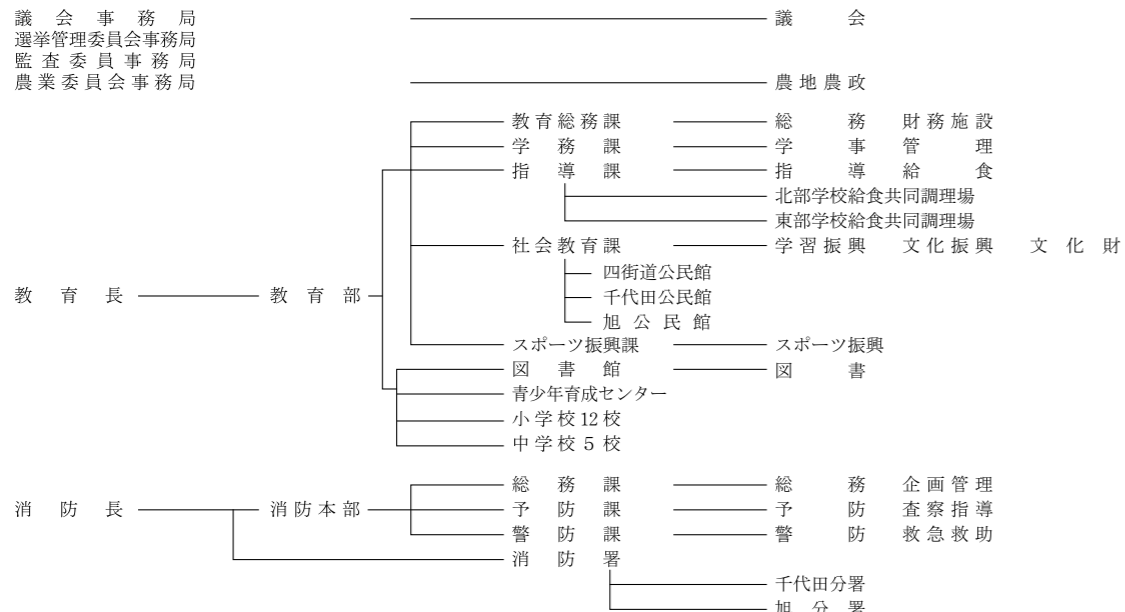 議会事務局 議会
選挙管理委員会事務局
監査委員事務局
農業委員会事務局 農地農政
教育総務課 総務 財務施設
学務課 学事 管理
指導課 指導 給食
北部学校給食共同調理場
東部学校給食共同調理場
社会教育課 学習振興 文化振興 文化財
四街道公民館
教育長 教育部 千代田公民館
旭公民館
スポーツ振興課 スポーツ振興
図書館 図書
青少年育成センター
小学校12校
中学校5校
総務課 総務 企画管理
消防長 消防本部 予防課 予防 査察指導
警防課 警防 救急救助
消防署
千代田分署
旭分署